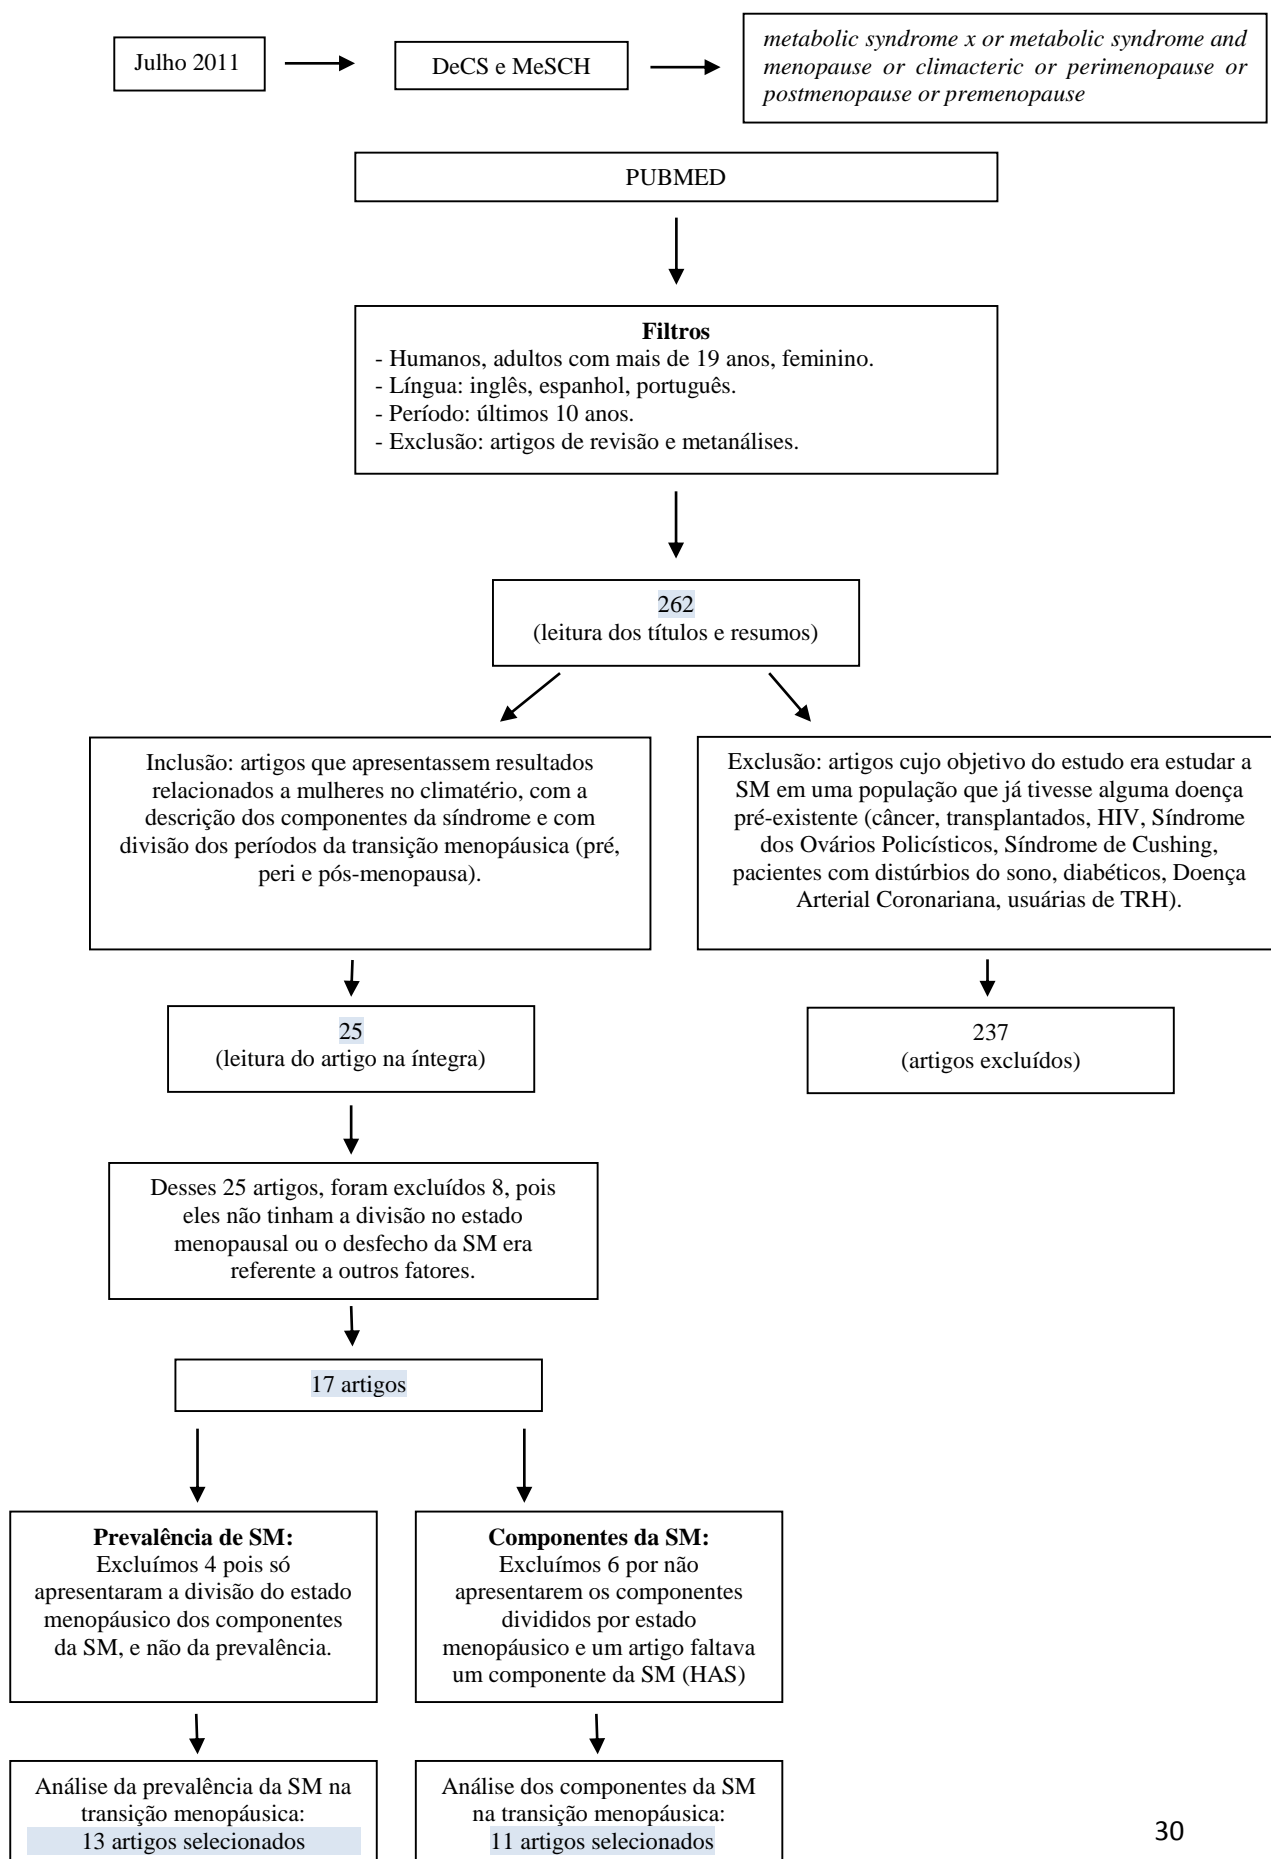 Julho 2011
DeCS e MeSCH
metabolic syndrome x or metabolic syndrome and
menopause or climacteric or perimenopause or
postmenopause or premenopause
PUBMED
Filtros
- Humanos, adultos com mais de 19 anos, feminino.
- Língua: inglês, espanhol, português.
- Período: últimos 10 anos.
- Exclusão: artigos de revisão e metanálises.
262
(leitura dos títulos e resumos)
Inclusão: artigos que apresentassem resultados
relacionados a mulheres no climatério, com a
descrição dos componentes da síndrome e com
divisão dos períodos da transição menopáusica (pré,
peri e pós-menopausa).
Exclusão: artigos cujo objetivo do estudo era estudar a
SM em uma população que já tivesse alguma doença
pré-existente (câncer, transplantados, HIV, Síndrome
dos Ovários Policísticos, Síndrome de Cushing,
pacientes com distúrbios do sono, diabéticos, Doença
Arterial Coronariana, usuárias de TRH).
25
(leitura do artigo na íntegra)
237
(artigos excluídos)
Desses 25 artigos, foram excluídos 8, pois
eles não tinham a divisão no estado
menopausal ou o desfecho da SM era
referente a outros fatores.
17 artigos
Prevalência de SM:
Excluímos 4 pois só
apresentaram a divisão do estado
menopáusico dos componentes
da SM, e não da prevalência.
Componentes da SM:
Excluímos 6 por não
apresentarem os componentes
divididos por estado
menopáusico e um artigo faltava
um componente da SM (HAS)
Análise da prevalência da SM na
transição menopáusica:
13 artigos selecionados
Análise dos componentes da SM
na transição menopáusica:
11 artigos selecionados
30